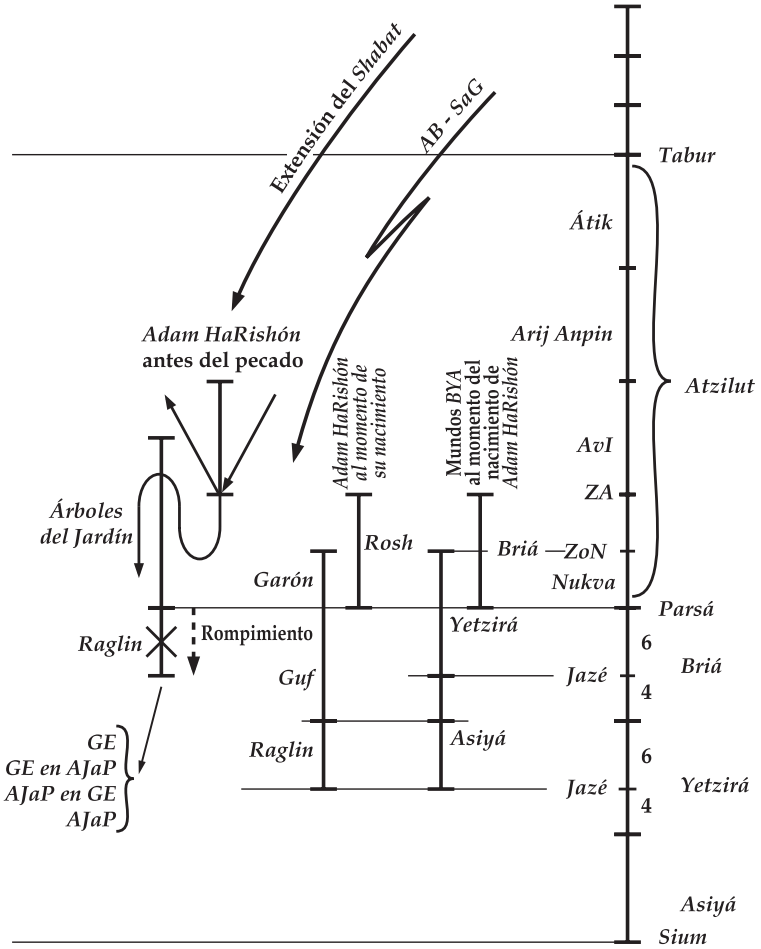 Extensión del Shabat
AB - SaG
Tabur
Átik
Arij Anpin
Atzilut
Adam HaRishón
antes del pecado
Adam HaRishón
al momento de
su nacimiento
Mundos BYA
al momento del
nacimiento de
Adam HaRishón
AvI
ZA
Árboles
del Jardín
Rosh
Briá
ZoN
Garón
Nukva
Parsá
Raglin
Rompimiento
Yetzirá
6
Briá
Guf
Jazé
4
GE
GE en AJaP
AJaP en GE
AJaP
Raglin
Asiyá
6
Jazé
Yetzirá
4
Asiyá
Sium